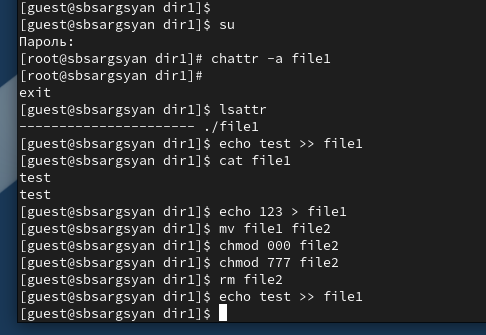 [guest@sbsargsyan dir1]$
[guest@sbsargsyan dir1]$ su
Пароль:
[root@sbsargsyan dir1]# chattr -a file1
[root@sbsargsyan dir1]#
exit
[guest@sbsargsyan dir1]$ lsattr
---------------------- ./file1
[guest@sbsargsyan dir1]$ echo test >> file1
[guest@sbsargsyan dir1]$ cat file1
test
test
[guest@sbsargsyan dir1]$ echo 123 > file1
[guest@sbsargsyan dir1]$ mv file1 file2
[guest@sbsargsyan dir1]$ chmod 000 file2
[guest@sbsargsyan dir1]$ chmod 777 file2
[guest@sbsargsyan dir1]$ rm file2
[guest@sbsargsyan dir1]$ echo test >> file1
[guest@sbsargsyan dir1]$